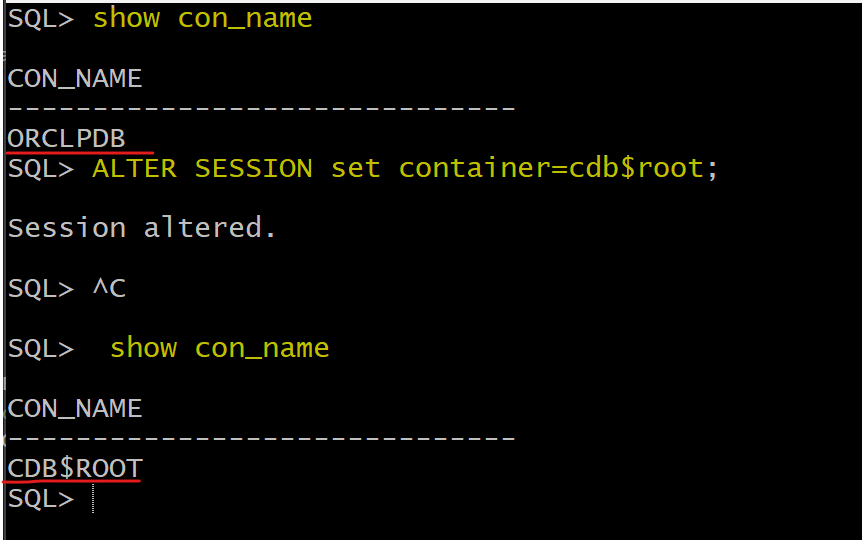 SQL> show con_name
CON_NAME
------------------------------
ORCLPDB
SQL> ALTER SESSION set container=cdb$root;
Session altered.
SQL> ^C
SQL>  show con_name
CON_NAME
------------------------------
CDB$ROOT
SQL>